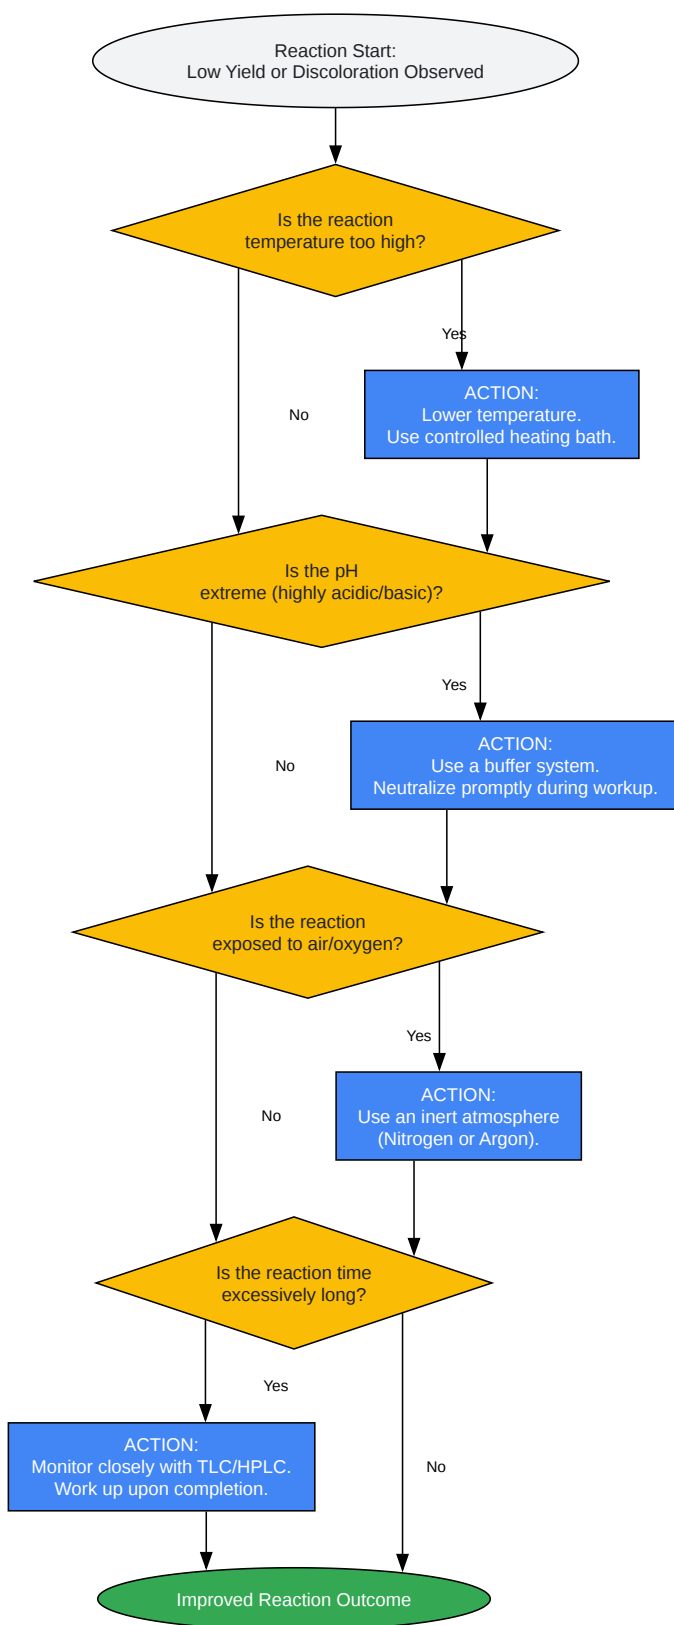 Reaction Start:
Low Yield or Discoloration Observed
Is the reaction
temperature too high?
Yes
ACTION:
Lower temperature.
Use controlled heating bath.
No
Is the pH
extreme (highly acidic/basic)?
Yes
ACTION:
Use a buffer system.
Neutralize promptly during workup.
No
Is the reaction
exposed to air/oxygen?
Yes
ACTION:
Use an inert atmosphere
(Nitrogen or Argon).
No
Is the reaction time
excessively long?
Yes
ACTION:
Monitor closely with TLC/HPLC.
Work up upon completion.
No
Improved Reaction Outcome